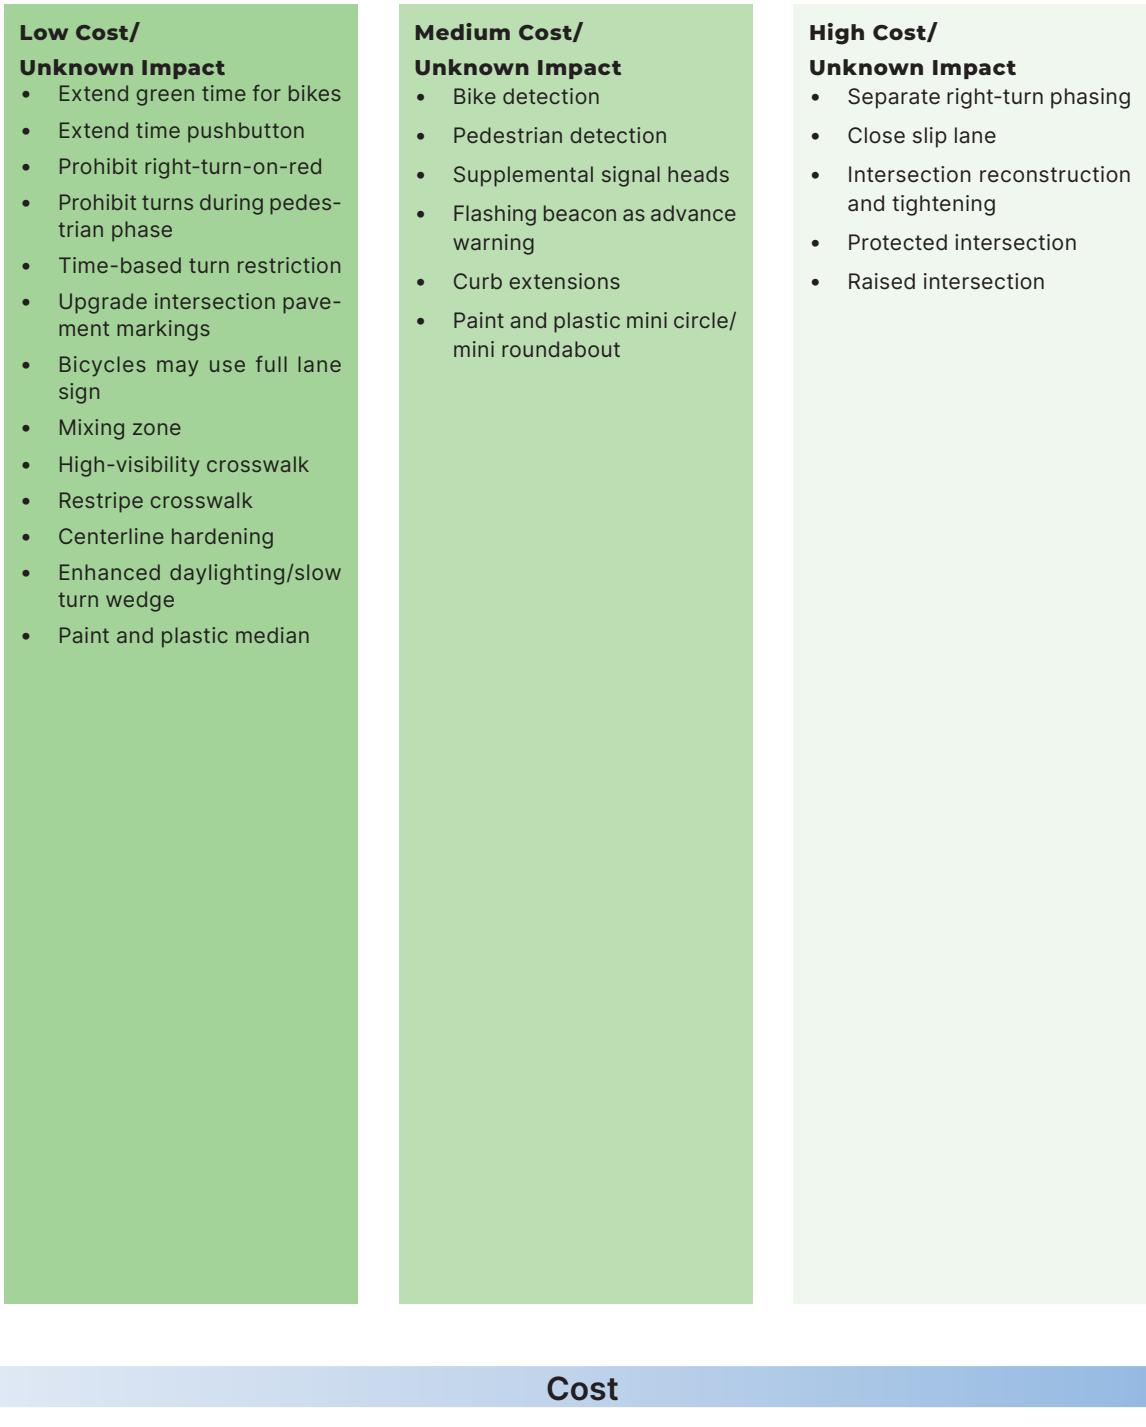 Low Cost/
Unknown Impact
• Extend green time for bikes
• Extend time pushbutton
• Prohibit right-turn-on-red
• Prohibit turns during pedes-
trian phase
• Time-based turn restriction
• Upgrade intersection pave-
ment markings
• Bicycles may use full lane
sign
• Mixing zone
• High-visibility crosswalk
• Restripe crosswalk
• Centerline hardening
• Enhanced daylighting/slow
turn wedge
• Paint and plastic median
Medium Cost/
Unknown Impact
• Bike detection
• Pedestrian detection
• Supplemental signal heads
• Flashing beacon as advance
warning
• Curb extensions
• Paint and plastic mini circle/
mini roundabout
High Cost/
Unknown Impact
• Separate right-turn phasing
• Close slip lane
• Intersection reconstruction
and tightening
• Protected intersection
• Raised intersection
Cost